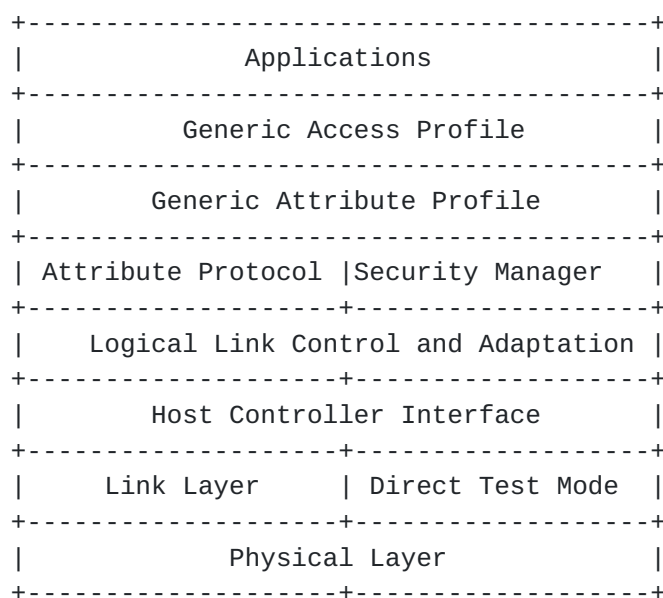 +----------------------------------------+
|              Applications              |
+----------------------------------------+
|          Generic Access Profile        |
+----------------------------------------+
|        Generic Attribute Profile       |
+----------------------------------------+
| Attribute Protocol |Security Manager   |
+--------------------+-------------------+
|    Logical Link Control and Adaptation |
+--------------------+-------------------+
|        Host Controller Interface       |
+--------------------+-------------------+
|     Link Layer     | Direct Test Mode  |
+--------------------+-------------------+
|             Physical Layer             |
+--------------------+-------------------+